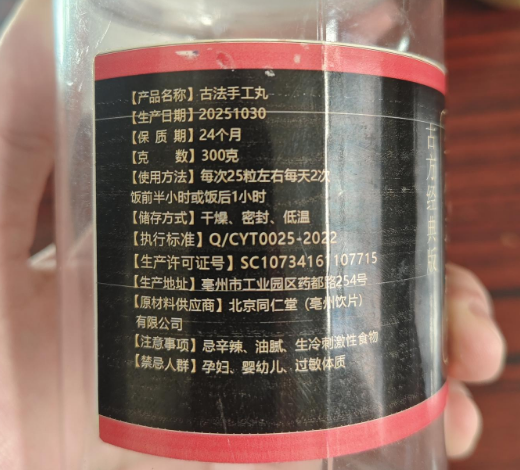 【产品名称】古法手工丸
【生产日期】20251030
【保 质 期】24个月
【克 数】300克
【使用方法】每次25粒左右每天2次
饭前半小时或饭后1小时
【储存方式】干燥、密封、低温
【执行标准】Q/CYT0025-2022
【生产许可证号】SC10734161107715
【生产地址】亳州市工业园区药都路254号
【原材料供应商】北京同仁堂（亳州饮片）
有限公司
【注意事项】忌辛辣、油腻、生冷刺激性食物
【禁忌人群】孕妇、婴幼儿、过敏体质
古方经典版